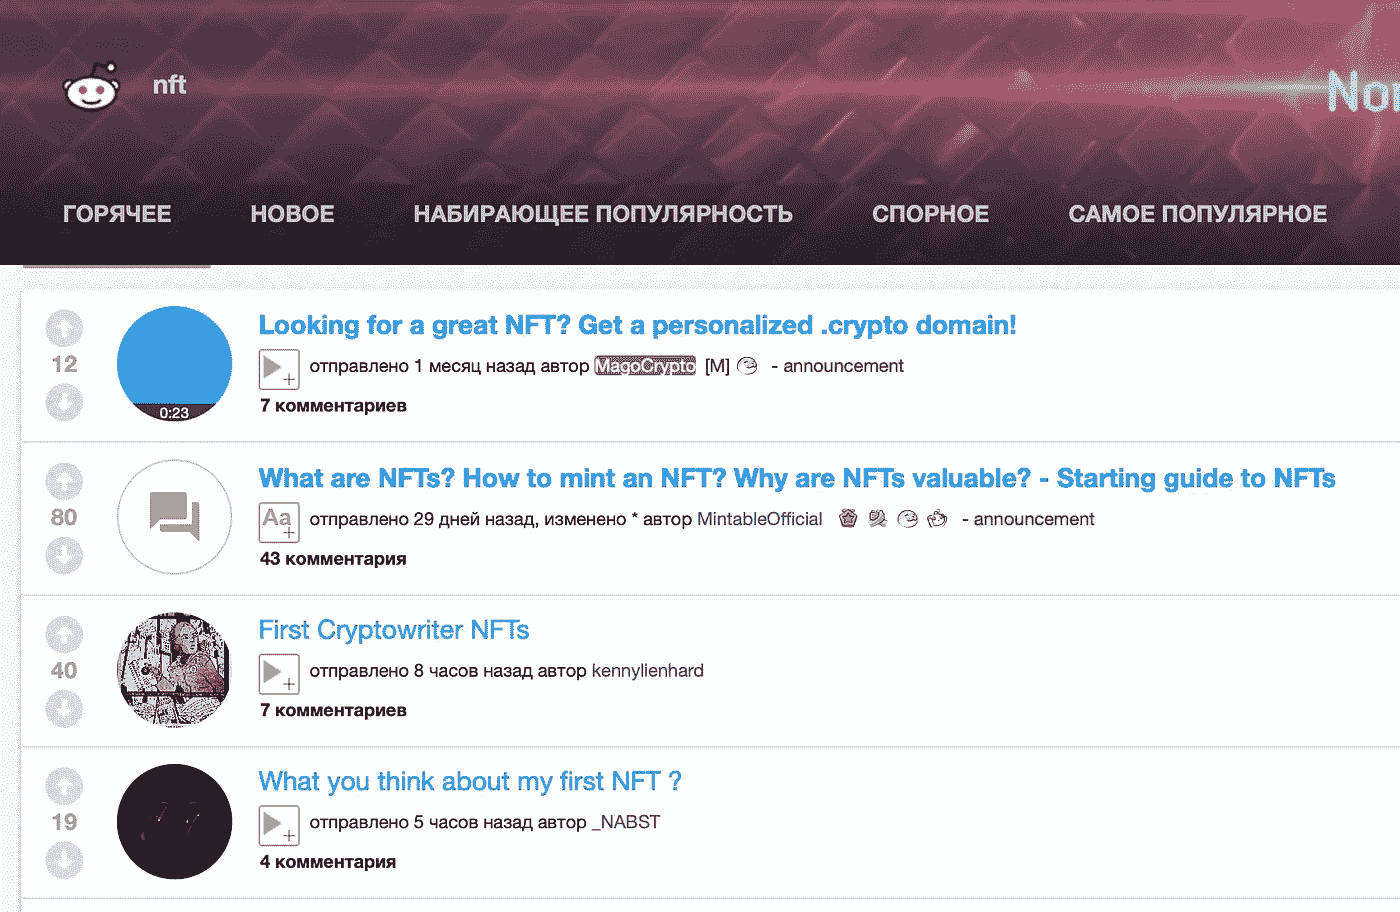 nft
ГОРЯЧЕЕ НОВОЕ НАБИРАЮЩЕЕ ПОПУЛЯРНОСТЬ СПОРНОЕ САМОЕ ПОПУЛЯРНОЕ
Looking for a great NFT? Get a personalized .crypto domain!
12
отправлено 1 месяц назад автор MagoCrypto [M] - announcement
0:23
7 комментариев
What are NFTs? How to mint an NFT? Why are NFTs valuable? - Starting guide to NFTs
80
Aa
отправлено 29 дней назад, изменено * автор MintableOfficial - announcement
43 комментария
First Cryptowriter NFTs
40
отправлено 8 часов назад автор kennylienhard
7 комментариев
What you think about my first NFT ?
19
отправлено 5 часов назад автор _NABST
4 комментария